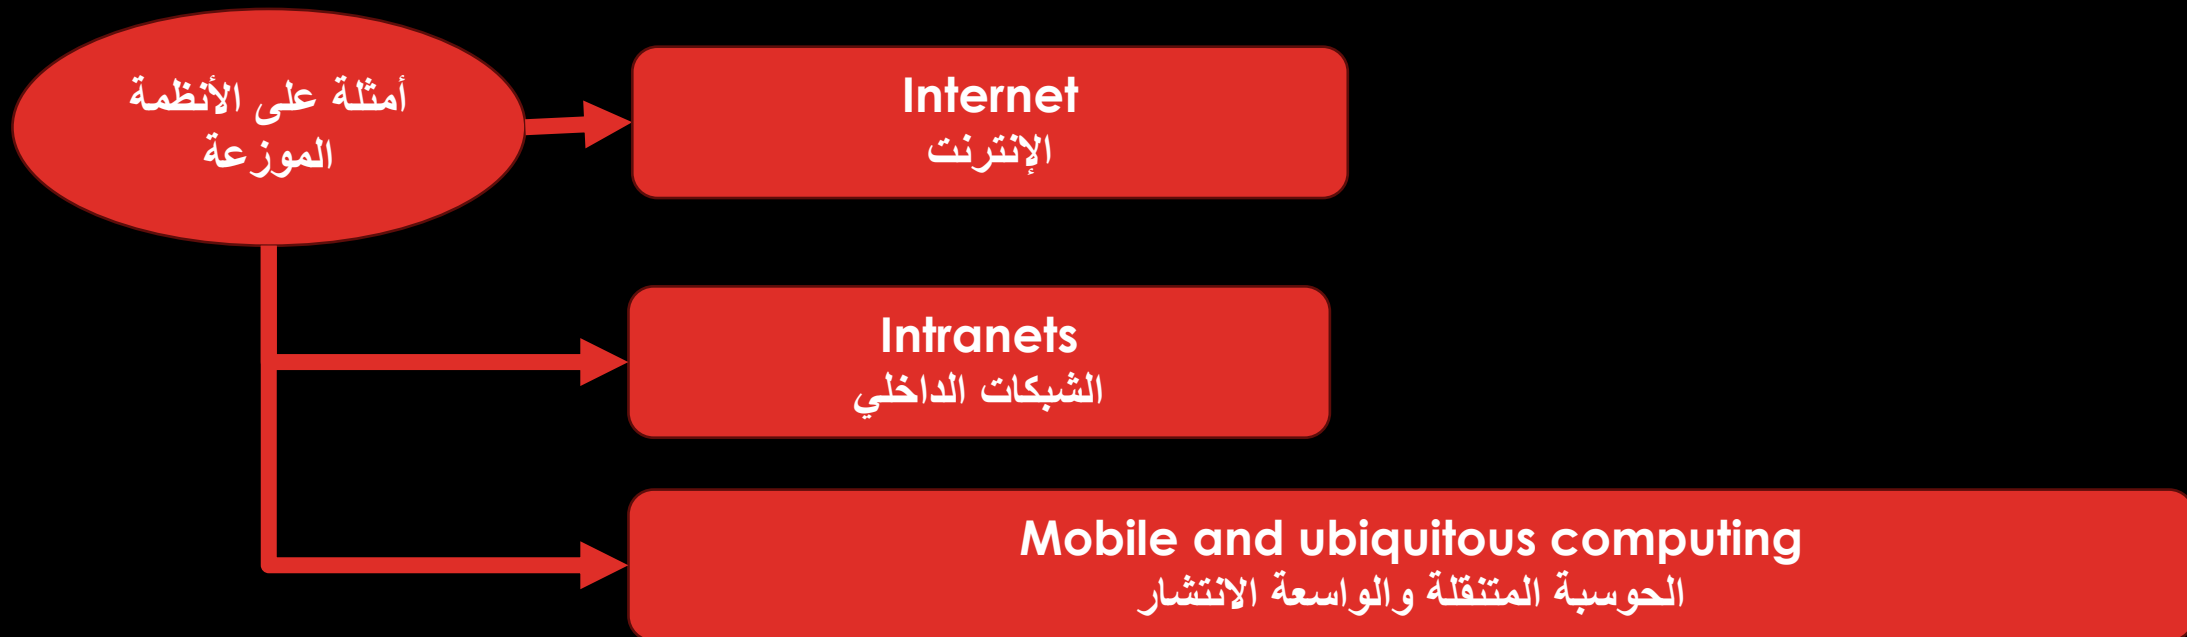 أمثلة على الأنظمة
الموزعة
Internet
الإنترنت
Intranets
الشبكات الداخلي
Mobile and ubiquitous computing
الحوسبة المتنقلة والواسعة الانتشار